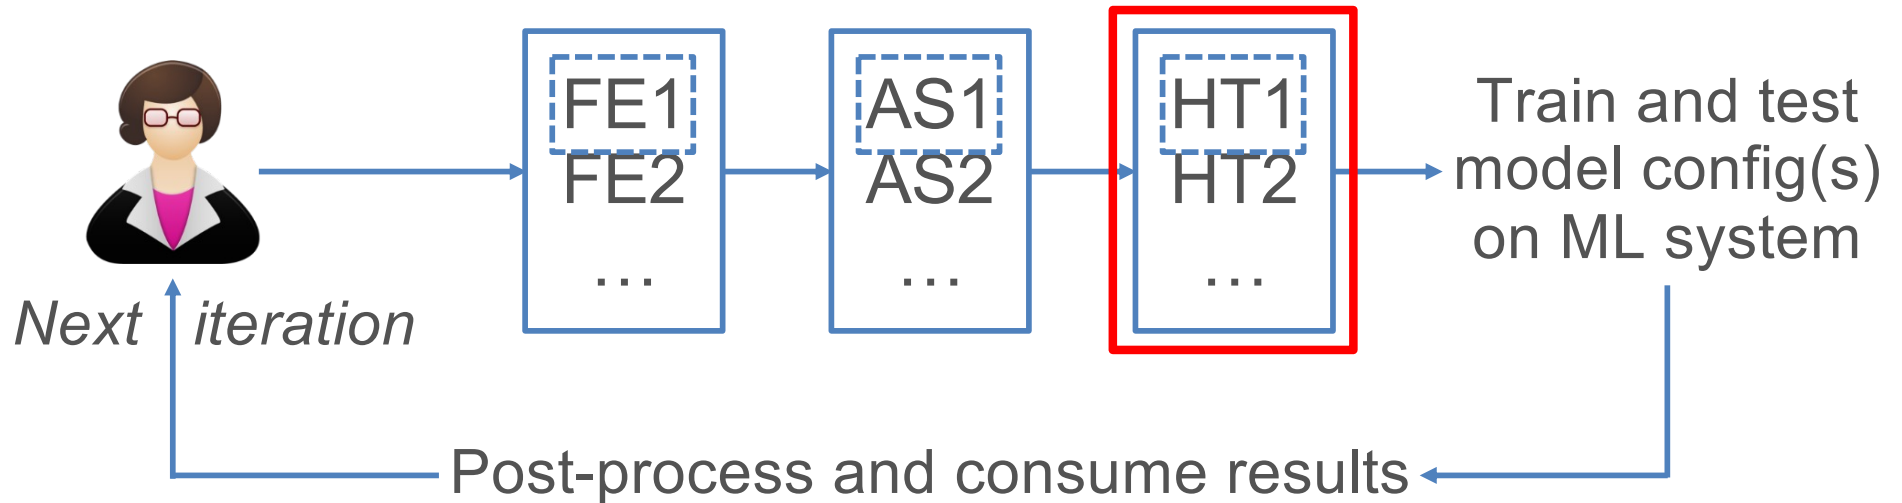 FE1
FE2
...
AS1
AS2
...
HT1
HT2
...
Train and test
model config(s)
on ML system
Next iteration
Post-process and consume results